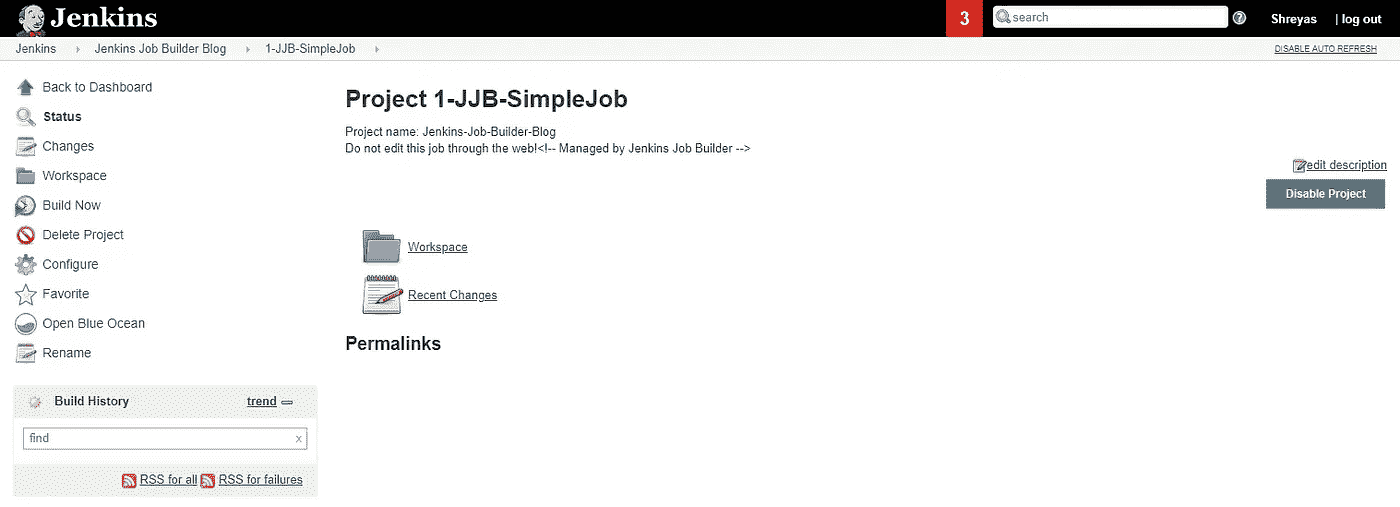 Jenkins
3
search
?
Shreyas | log out
Jenkins Jenkins Job Builder Blog 1-JJB-SimpleJob
DISABLE AUTO REFRESH
Back to Dashboard
Status
Changes
Workspace
Build Now
Delete Project
Configure
Favorite
Open Blue Ocean
Rename
Build History trend
find x
RSS for all RSS for failures
Project 1-JJB-SimpleJob
Project name: Jenkins-Job-Builder-Blog
Do not edit this job through the web!<!-- Managed by Jenkins Job Builder -->
edit description
Disable Project
Workspace
Recent Changes
Permalinks